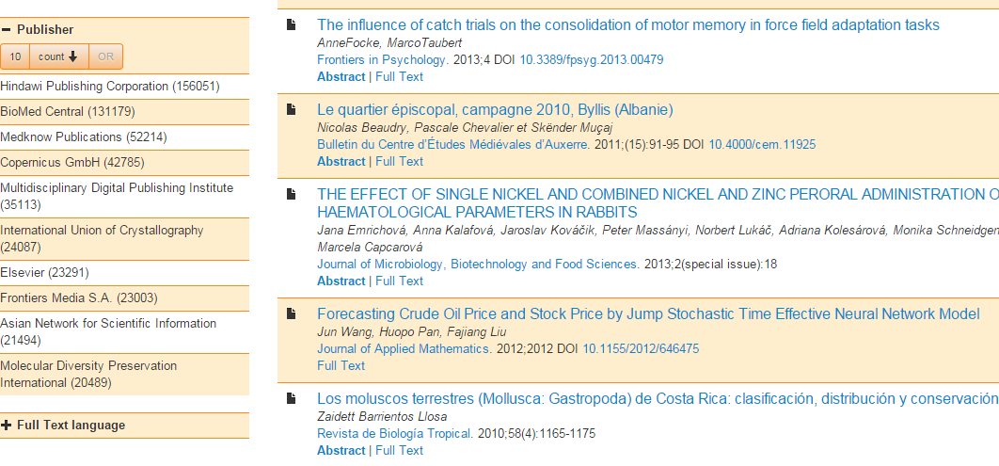 Publisher
10 count OR
Hindawi Publishing Corporation (156051)
BioMed Central (131179)
Medknow Publications (52214)
Copernicus GmbH (42785)
Multidisciplinary Digital Publishing Institute
(35113)
International Union of Crystallography
(24087)
Elsevier (23291)
Frontiers Media S.A. (23003)
Asian Network for Scientific Information
(21494)
Molecular Diversity Preservation
International (20489)
Full Text language
The influence of catch trials on the consolidation of motor memory in force field adaptation tasks
AnneFocke, MarcoTaubert
Frontiers in Psychology. 2013;4 DOI 10.3389/fpsyg.2013.00479
Abstract | Full Text
Le quartier épiscopal, campagne 2010, Byllis (Albanie)
Nicolas Beaudry, Pascale Chevalier et Skënder Muçaj
Bulletin du Centre d'Études Médiévales d'Auxerre. 2011;(15):91-95 DOI 10.4000/cem.11925
Abstract | Full Text
THE EFFECT OF SINGLE NICKEL AND COMBINED NICKEL AND ZINC PERORAL ADMINISTRATION O
HAEMATOLOGICAL PARAMETERS IN RABBITS
Jana Emrichová, Anna Kalafová, Jaroslav Kováčik, Peter Massányi, Norbert Lukáč, Adriana Kolesárová, Monika Schneidgen
Marcela Capcarová
Journal of Microbiology, Biotechnology and Food Sciences. 2013;2(special issue):18
Abstract | Full Text
Forecasting Crude Oil Price and Stock Price by Jump Stochastic Time Effective Neural Network Model
Jun Wang, Huopo Pan, Fajiang Liu
Journal of Applied Mathematics. 2012;2012 DOI 10.1155/2012/646475
Full Text
Los moluscos terrestres (Mollusca: Gastropoda) de Costa Rica: clasificación, distribución y conservación
Zaidett Barrientos Llosa
Revista de Biología Tropical. 2010;58(4):1165-1175
Abstract | Full Text